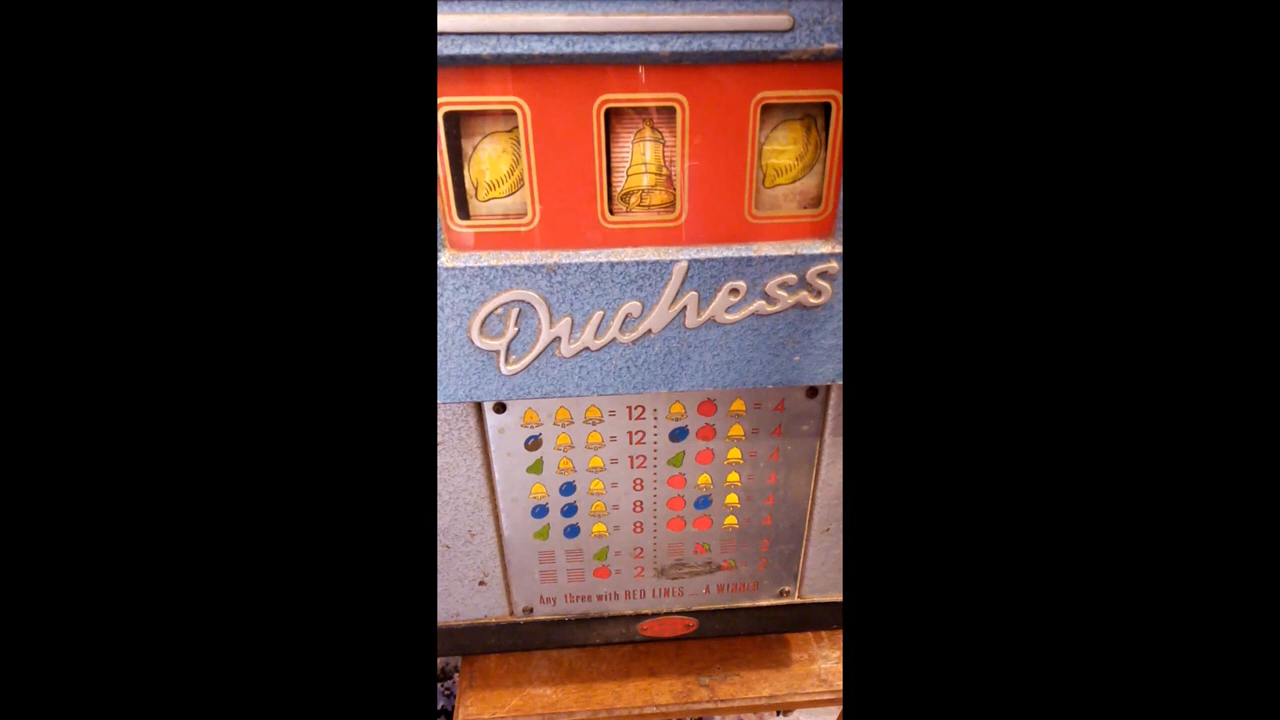 Duchess
= 12 = 4
= 12 = 4
= 12 = 4
= 8 = 4
= 8 = 4
= 8 = 4
= 2 = 2
= 2 = 2
Any three with RED LINES ... A WINNER